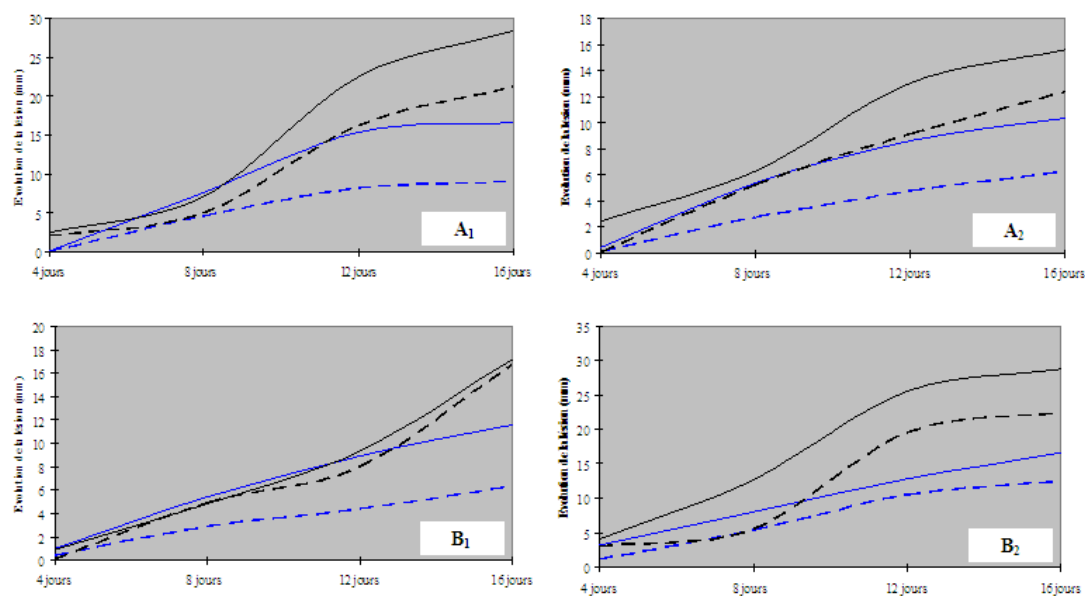 Evolution de la lésion (mm)
30
25
20
15
10
5
0
4 jours
8 jours
12 jours
16 jours
A1
Evolution de la lésion (mm)
18
16
14
12
10
8
6
4
2
0
4 jours
8 jours
12 jours
16 jours
A2
Evolution de la lésion (mm)
20
18
16
14
12
10
8
6
4
2
0
4 jours
8 jours
12 jours
16 jours
B1
Evolution de la lésion (mm)
35
30
25
20
15
10
5
0
4 jours
8 jours
12 jours
16 jours
B2